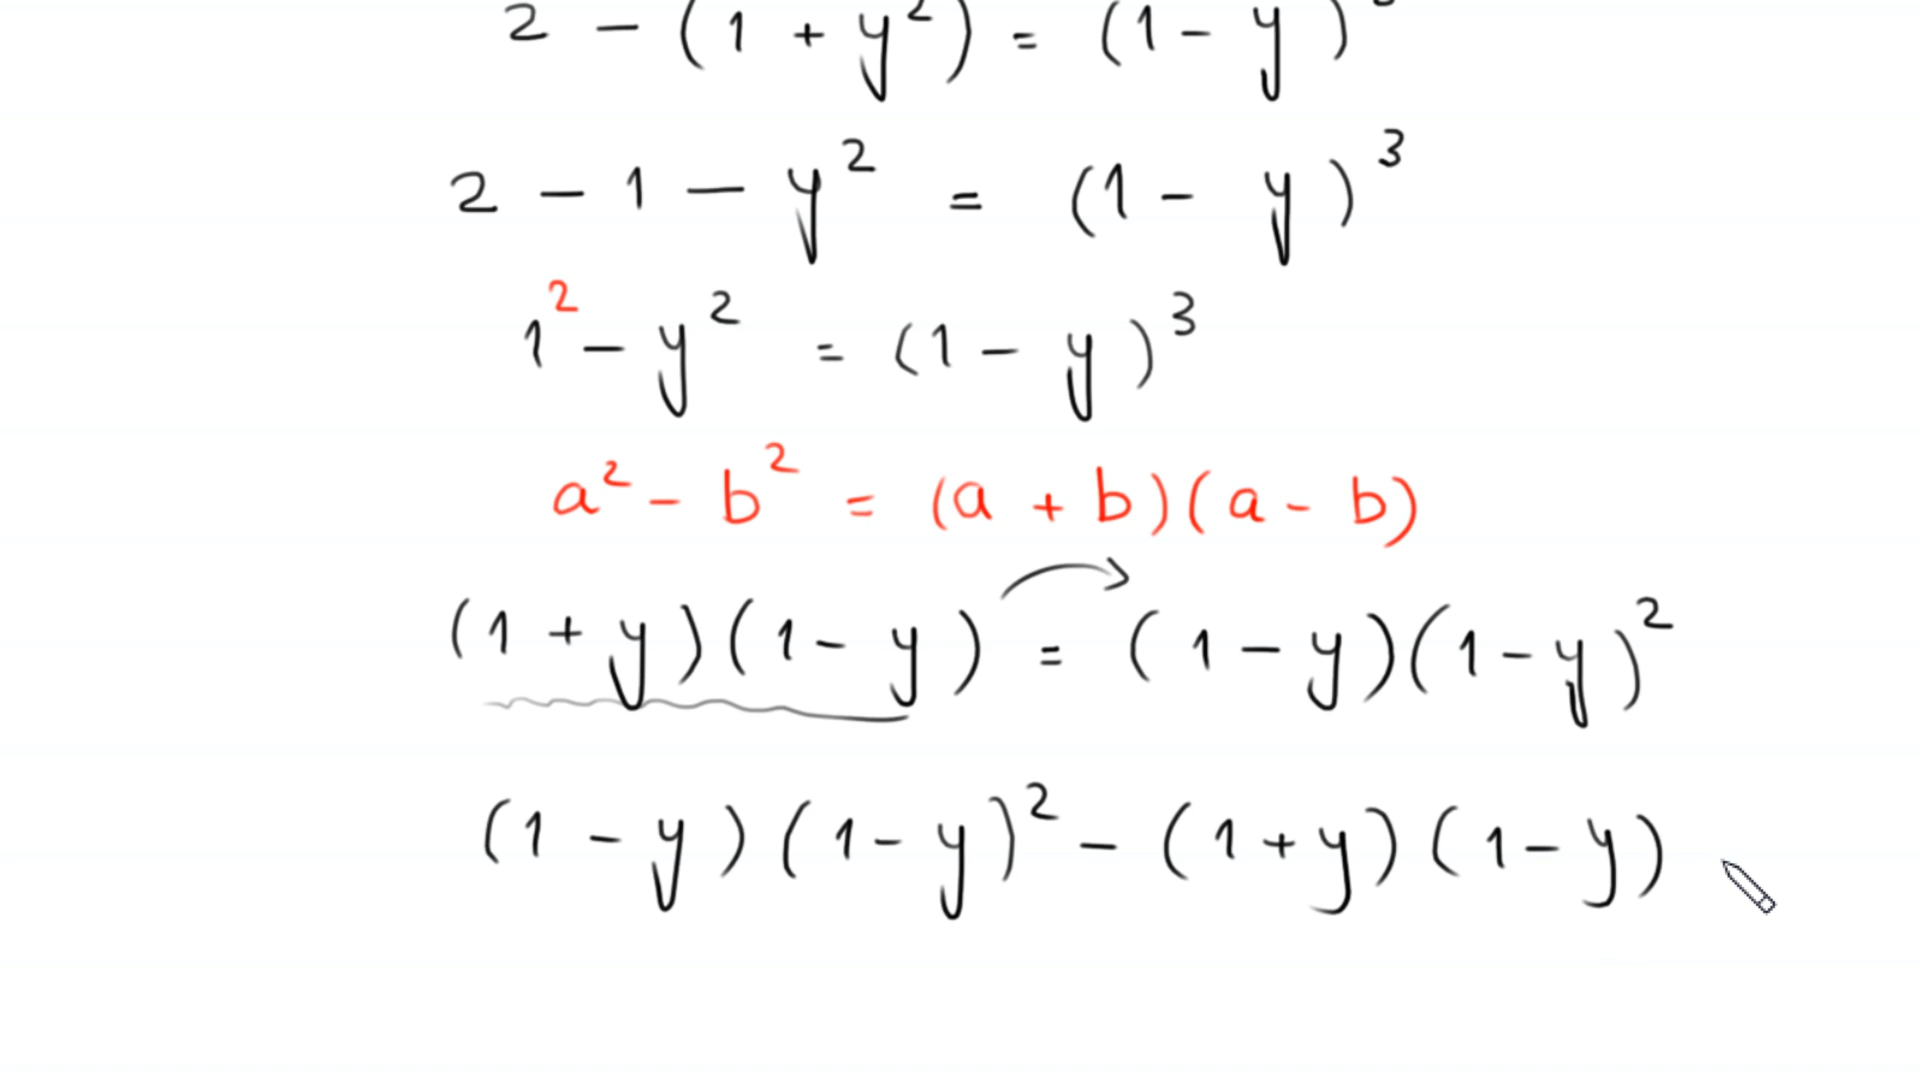 2 - (1 + y²) = (1 - y)³
2 - 1 - y² = (1 - y)³
1² - y² = (1 - y)³
a² - b² = (a + b)(a - b)
(1 + y)(1 - y) = (1 - y)(1 - y)²
(1 - y)(1 - y)² - (1 + y)(1 - y)